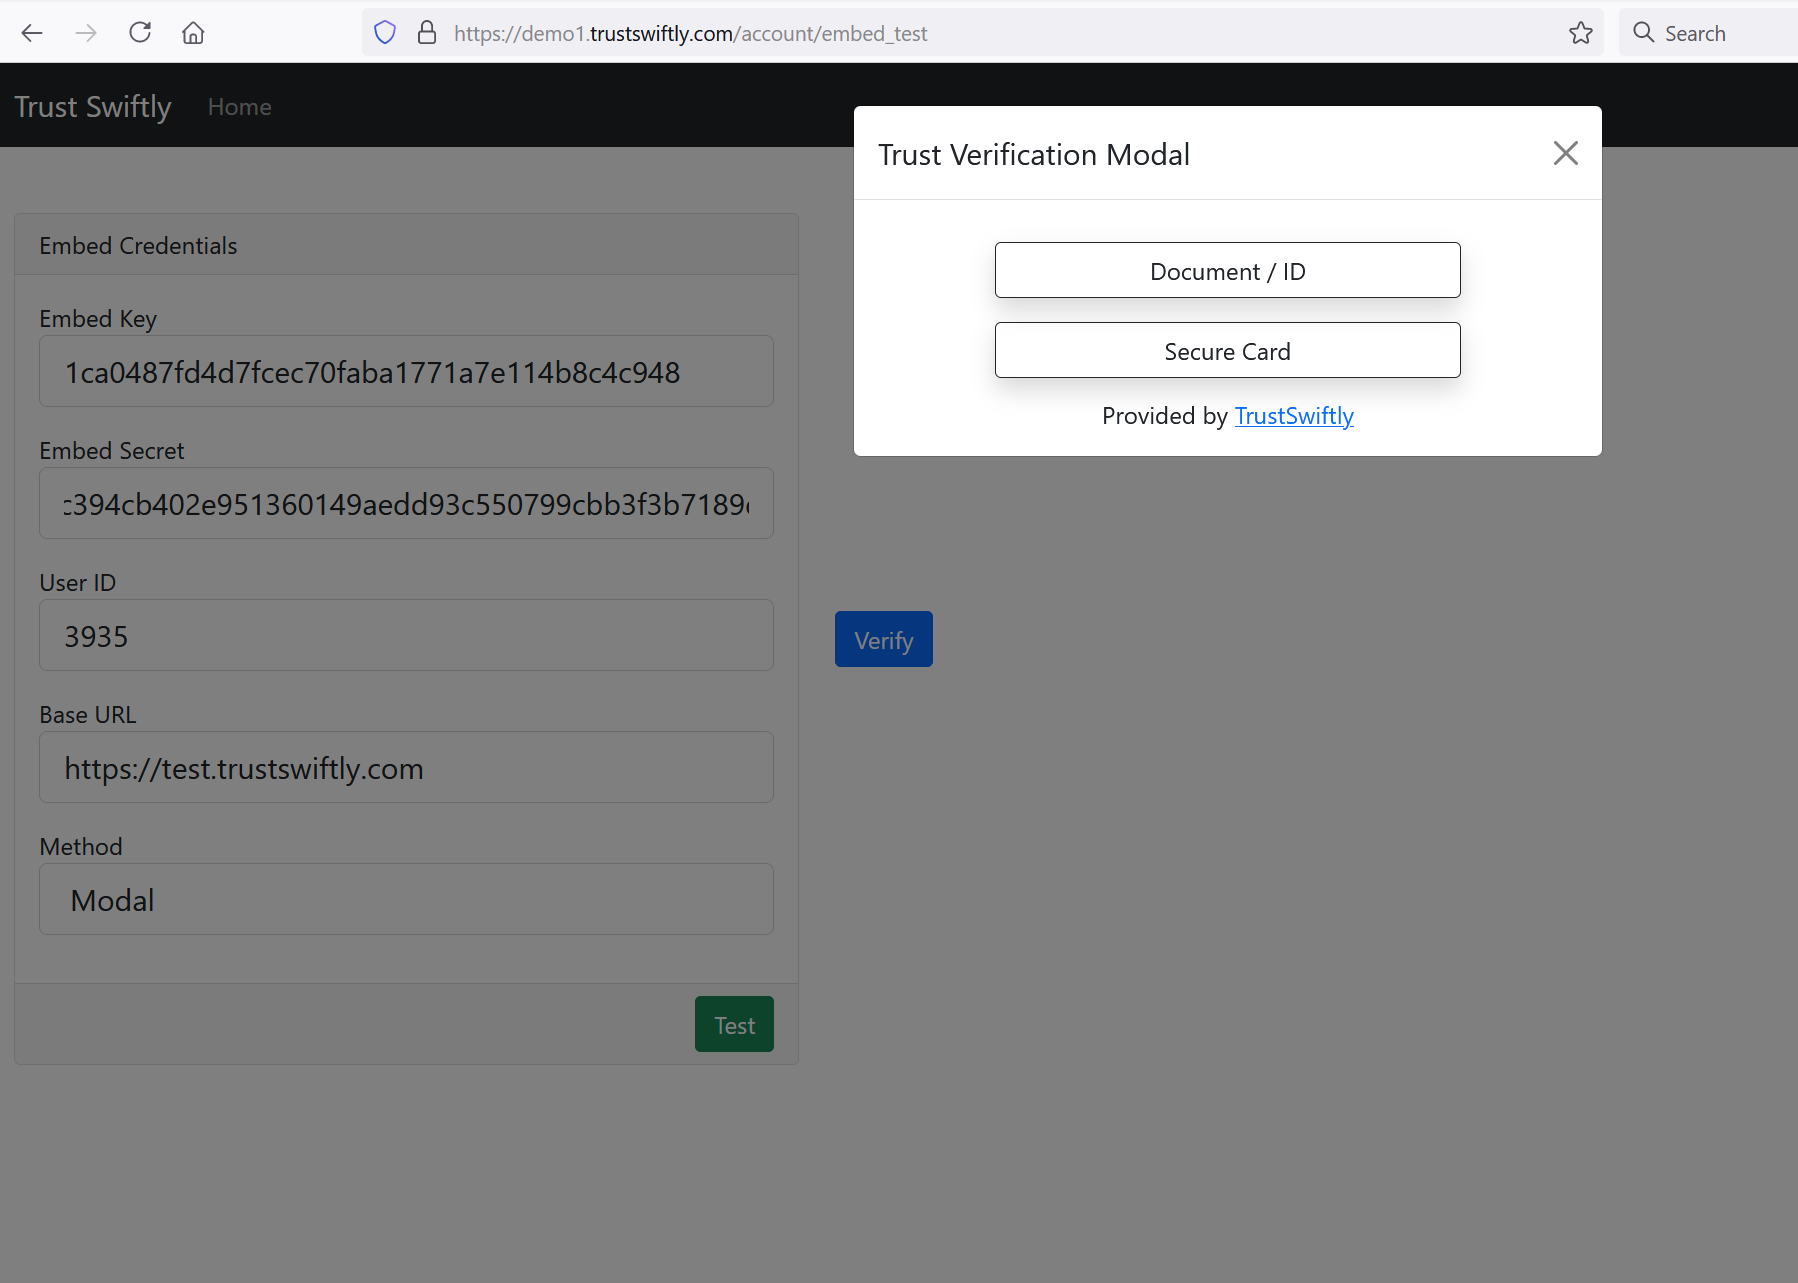 https://demo1.trustswiftly.com/account/embed_test
Search
Trust Swiftly Home
Trust Verification Modal
Document / ID
Secure Card
Provided by TrustSwiftly
Embed Credentials
Embed Key
1ca0487fd4d7fcec70faba1771a7e114b8c4c948
Embed Secret
c394cb402e951360149aedd93c550799cbb3f3b7189
User ID
3935
Verify
Base URL
https://test.trustswiftly.com
Method
Modal
Test